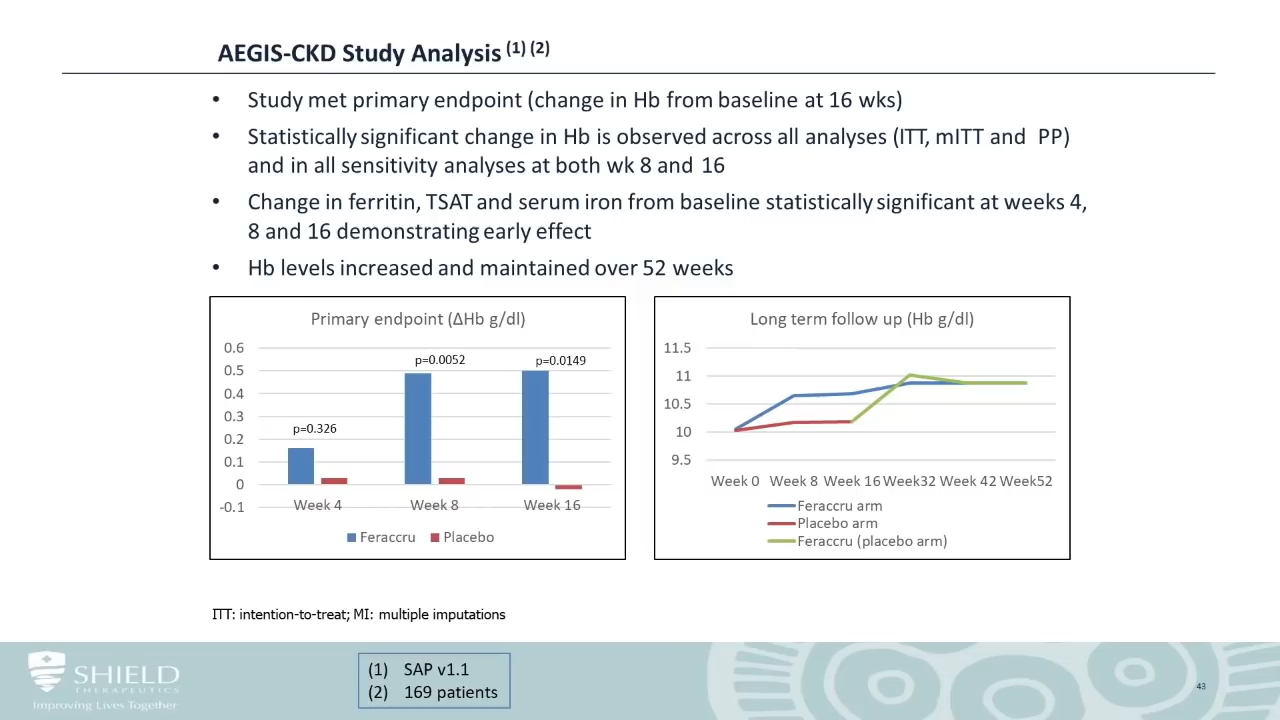 AEGIS-CKD Study Analysis (1) (2)
• Study met primary endpoint (change in Hb from baseline at 16 wks)
• Statistically significant change in Hb is observed across all analyses (ITT, mITT and PP)
and in all sensitivity analyses at both wk 8 and 16
• Change in ferritin, TSAT and serum iron from baseline statistically significant at weeks 4,
8 and 16 demonstrating early effect
• Hb levels increased and maintained over 52 weeks
Primary endpoint (ΔHb g/dl)
0.6
0.5
0.4
0.3
0.2
0.1
0
-0.1
p=0.326
p=0.0052
p=0.0149
Week 4 Week 8 Week 16
Feraccru Placebo
Long term follow up (Hb g/dl)
11.5
11
10.5
10
9.5
Week 0 Week 8 Week 16 Week32 Week 42 Week52
Feraccru arm
Placebo arm
Feraccru (placebo arm)
ITT: intention-to-treat; MI: multiple imputations
SHIELD
THERAPEUTICS
Improving Lives Together
(1) SAP v1.1
(2) 169 patients
43